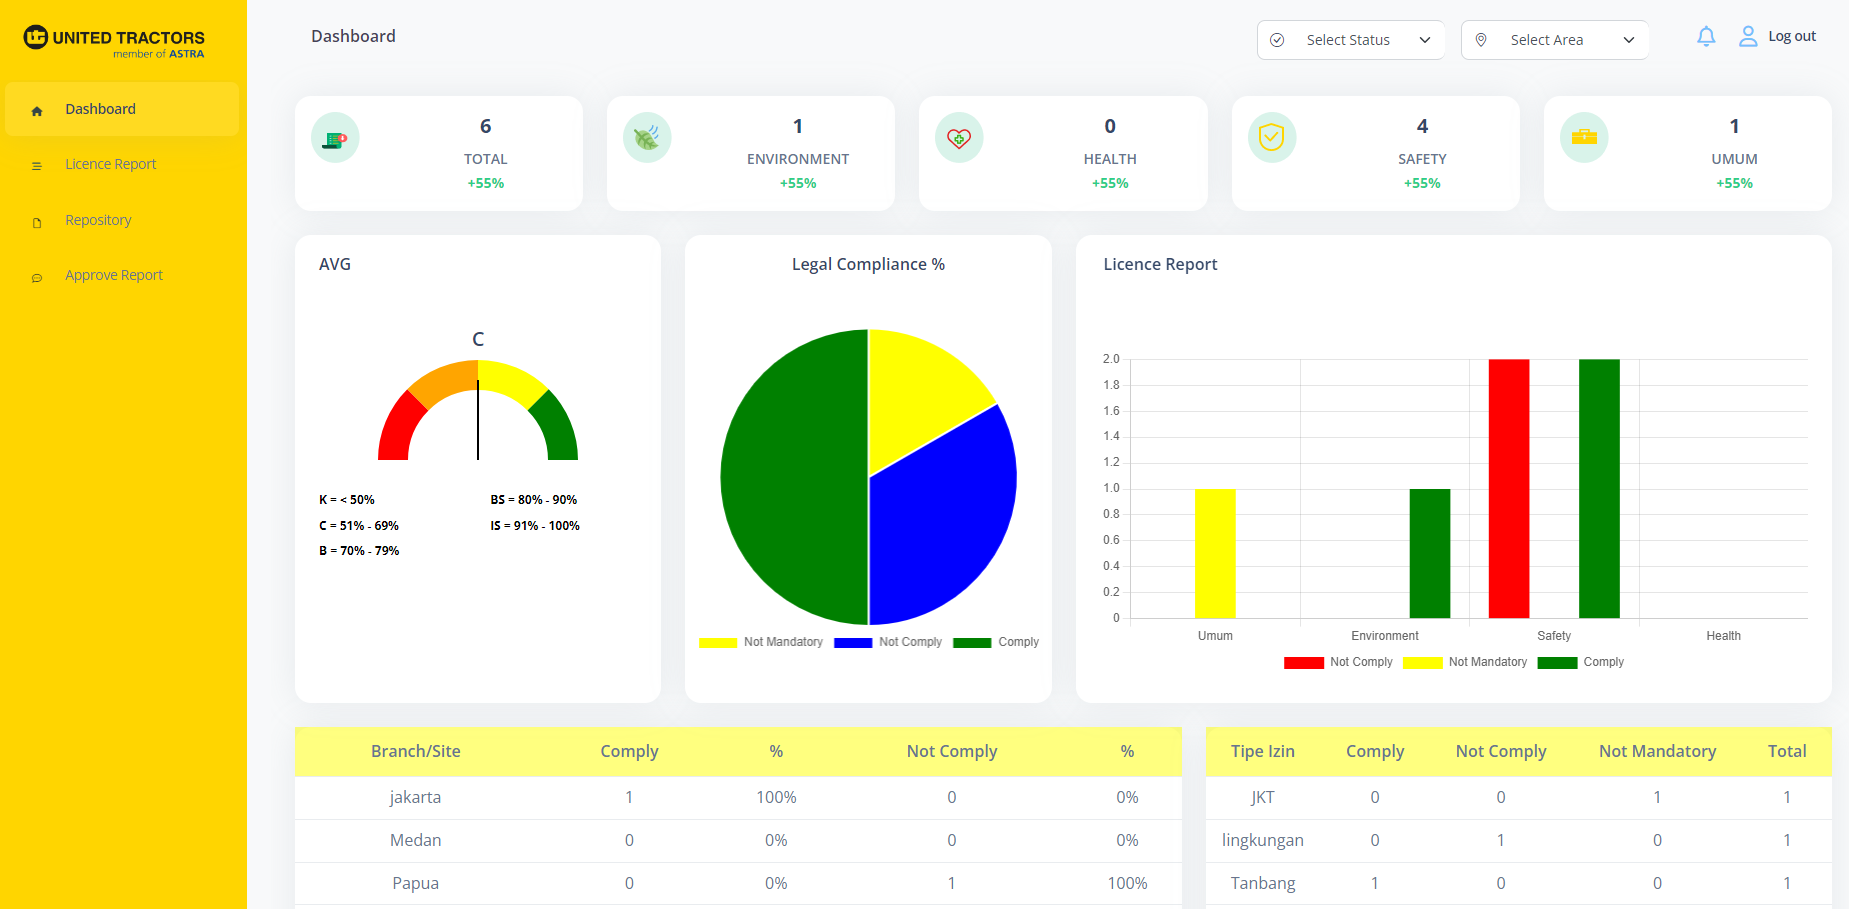 UNITED TRACTORS
member of ASTRA
Dashboard
Licence Report
Repository
Approve Report
Dashboard
Select Status
Select Area
Log out
6
TOTAL
+55%
1
ENVIRONMENT
+55%
0
HEALTH
+55%
4
SAFETY
+55%
1
UMUM
+55%
AVG
C
K = < 50%
BS = 80% - 90%
C = 51% - 69%
IS = 91% - 100%
B = 70% - 79%
Legal Compliance %
Not Mandatory Not Comply Comply
Licence Report
2.0
1.8
1.6
1.4
1.2
1.0
0.8
0.6
0.4
0.2
0
Umum Environment Safety Health
Not Comply Not Mandatory Comply
Branch/Site Comply % Not Comply %
jakarta 1 100% 0 0%
Medan 0 0% 0 0%
Papua 0 0% 1 100%
Tipe Izin Comply Not Comply Not Mandatory Total
JKT 0 0 1 1
lingkungan 0 1 0 1
Tanbang 1 0 0 1